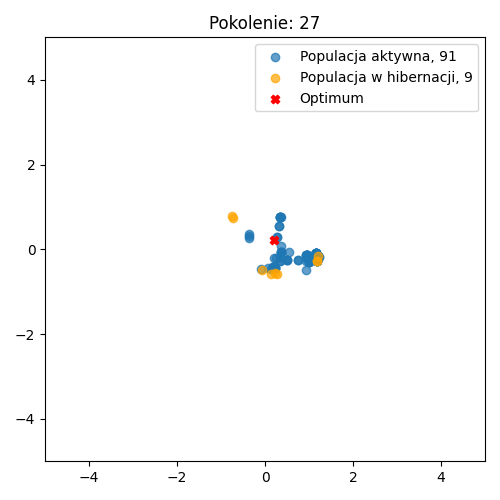 Pokolenie: 27
Populacja aktywna, 91
Populacja w hibernacji, 9
Optimum
4
2
0
−2
−4
−4
−2
0
2
4